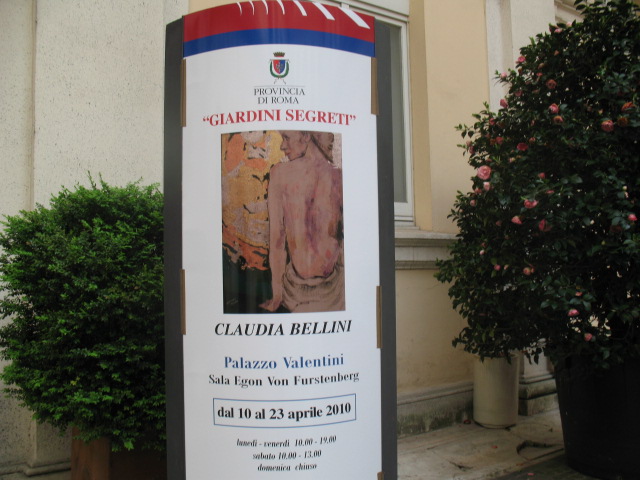 PROVINCIA
DI ROMA
"GIARDINI SEGRETI"
CLAUDIA BELLINI
Palazzo Valentini
Sala Egon Von Furstenberg
dal 10 al 23 aprile 2010
lunedì - venerdì 10.00 - 19.00
sabato 10.00 - 13.00
domenica chiuso